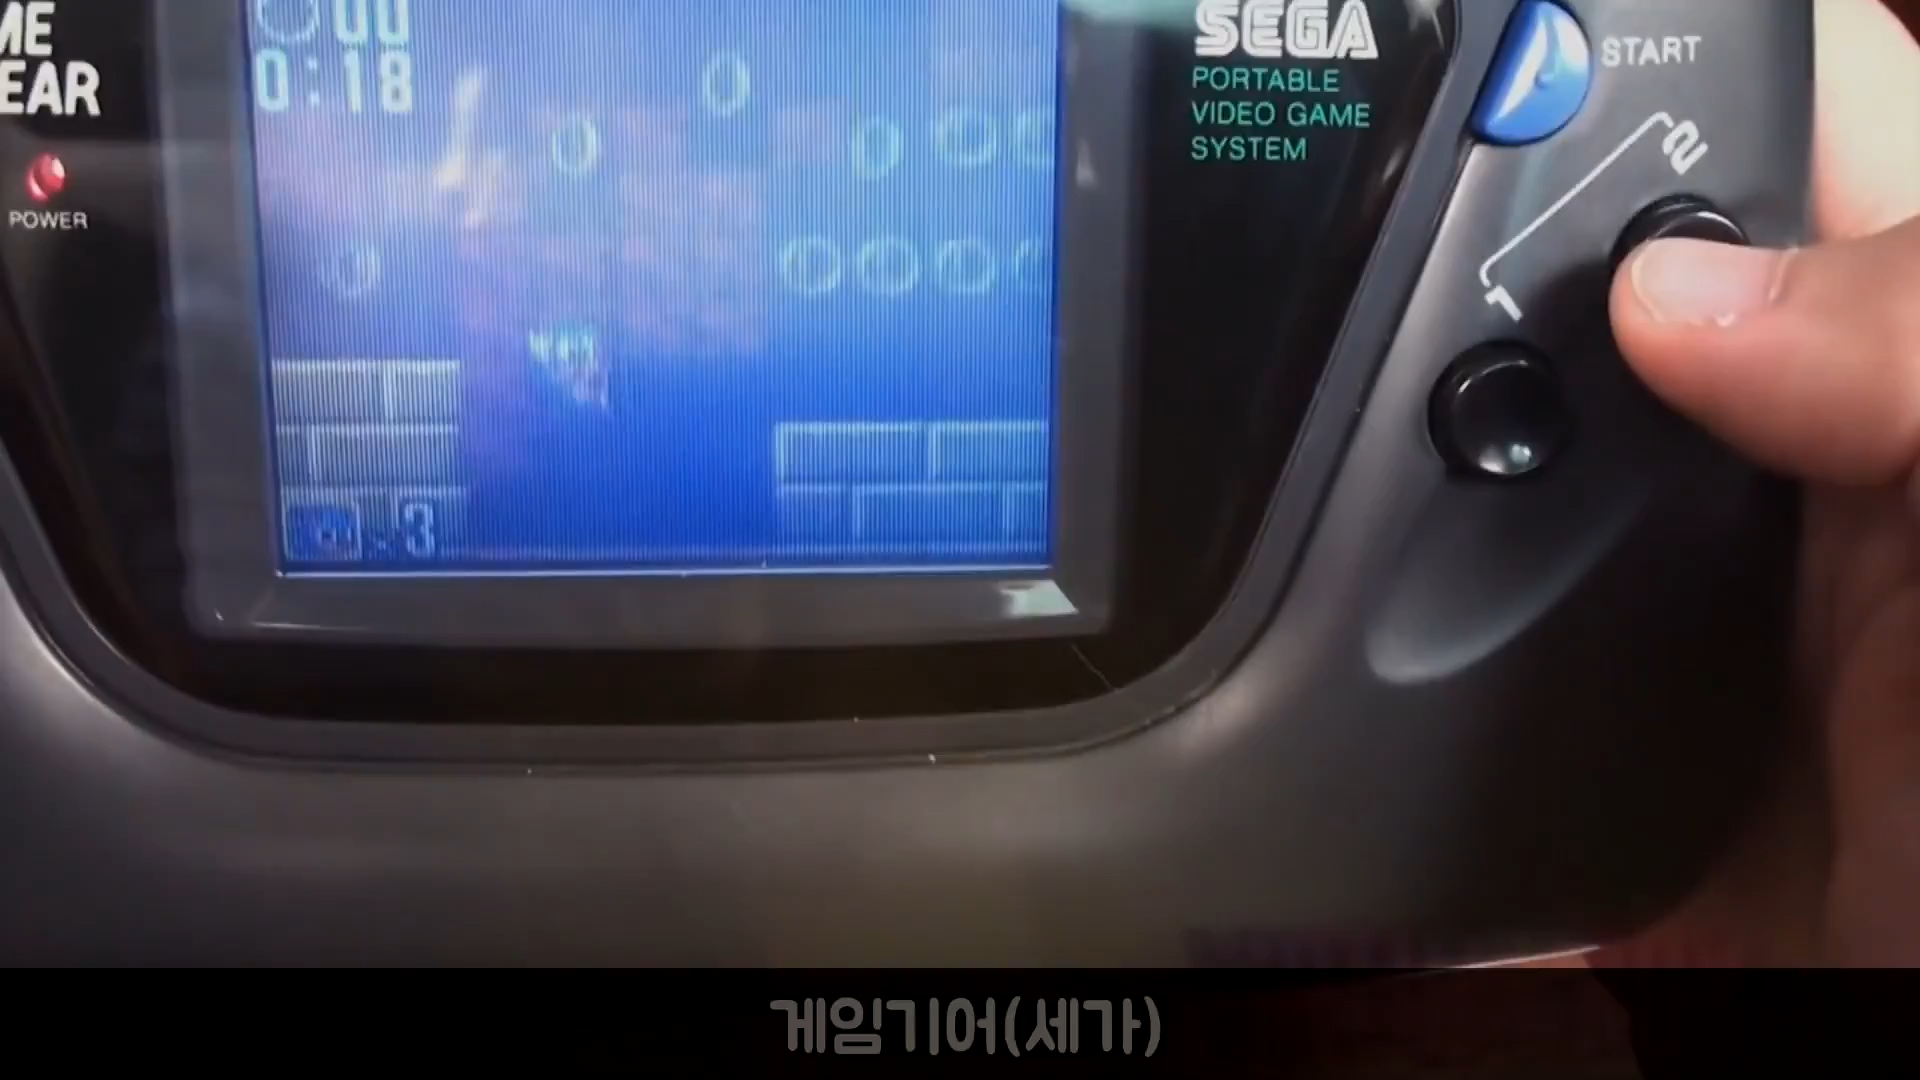 ME
EAR
POWER
00
0:18
3
SEGA
PORTABLE
VIDEO GAME
SYSTEM
START
2
1
게임기어(세가)